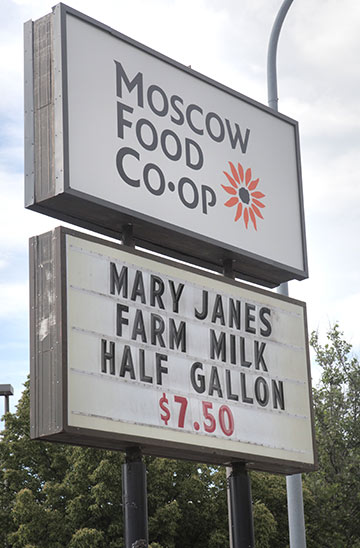 MOSCOW
FOOD
CO•OP
MARY JANES
FARM MILK
HALF GALLON
$7.50